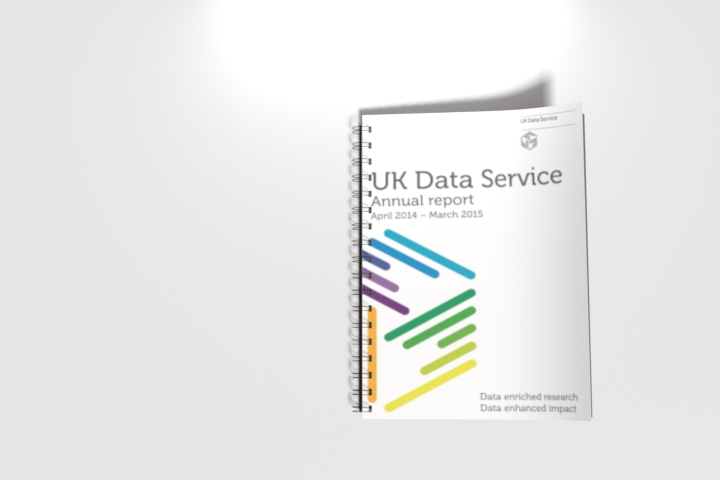 UK Data Service
UK Data Service
Annual report
April 2014 – March 2015
Data enriched research
Data enhanced impact